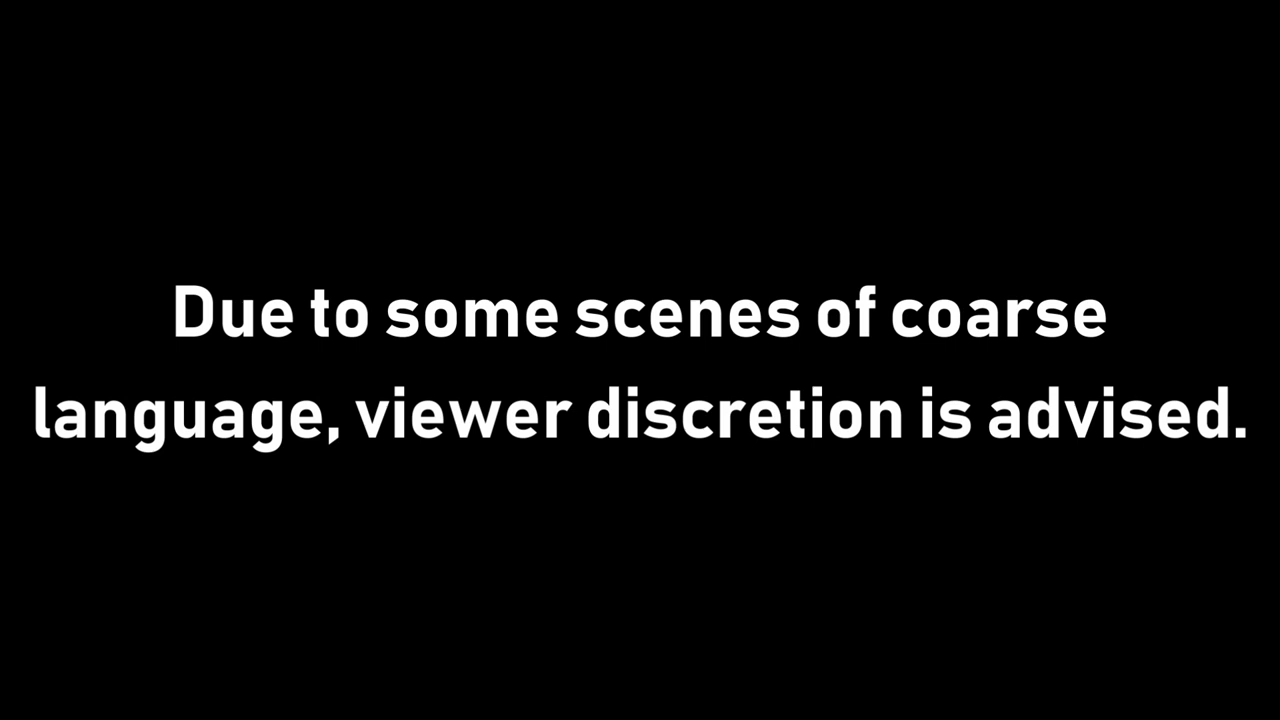 Due to some scenes of coarse
language, viewer discretion is advised.